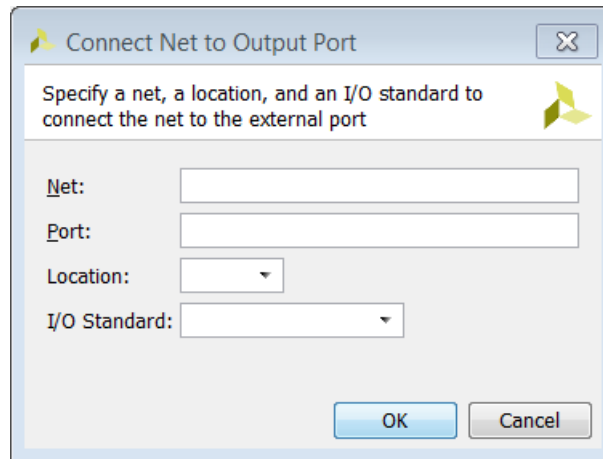 Connect Net to Output Port
Specify a net, a location, and an I/O standard to
connect the net to the external port
Net:
Port:
Location:
I/O Standard:
OK Cancel